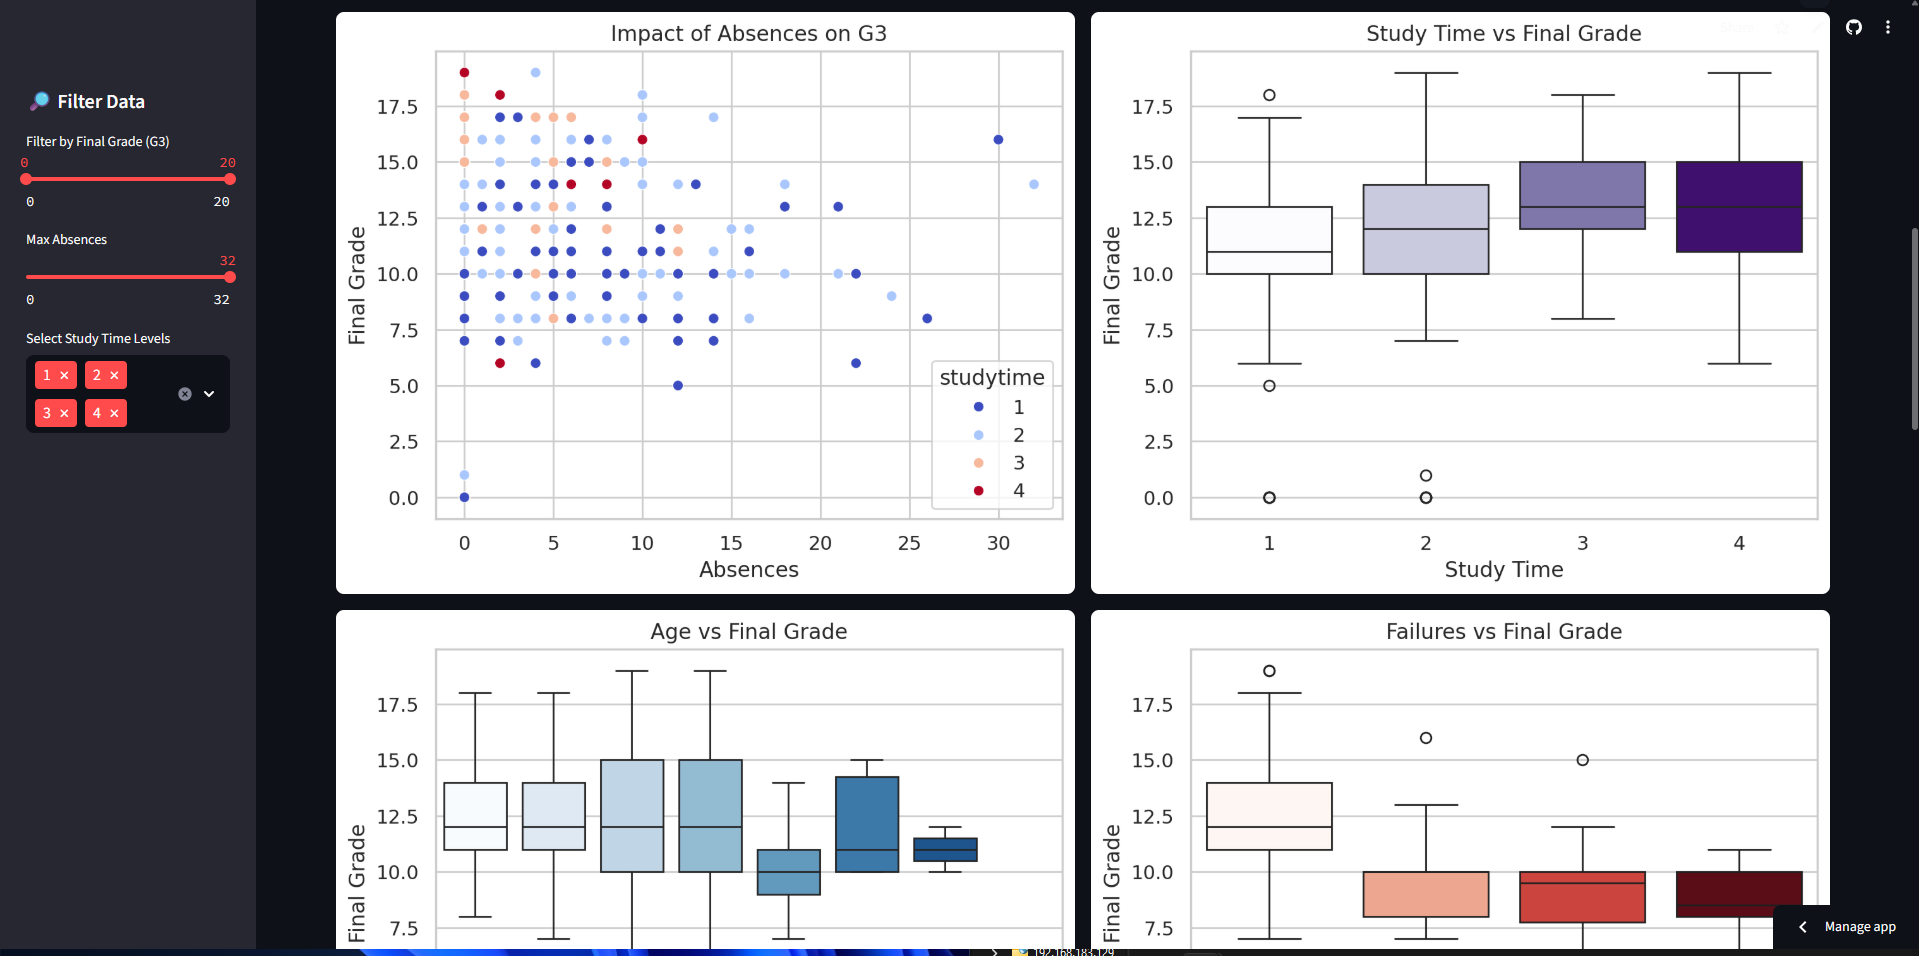 Filter Data
Filter by Final Grade (G3)
0 20
0 20
Max Absences
32
0 32
Select Study Time Levels
1 × 2 ×
3 × 4 ×
Impact of Absences on G3
Final Grade
17.5
15.0
12.5
10.0
7.5
5.0
2.5
0.0
0 5 10 15 20 25 30
Absences
studytime
1
2
3
4
Study Time vs Final Grade
Final Grade
17.5
15.0
12.5
10.0
7.5
5.0
2.5
0.0
1 2 3 4
Study Time
Age vs Final Grade
Final Grade
17.5
15.0
12.5
10.0
7.5
Failures vs Final Grade
Final Grade
17.5
15.0
12.5
10.0
7.5
Manage app
192.168.183.129